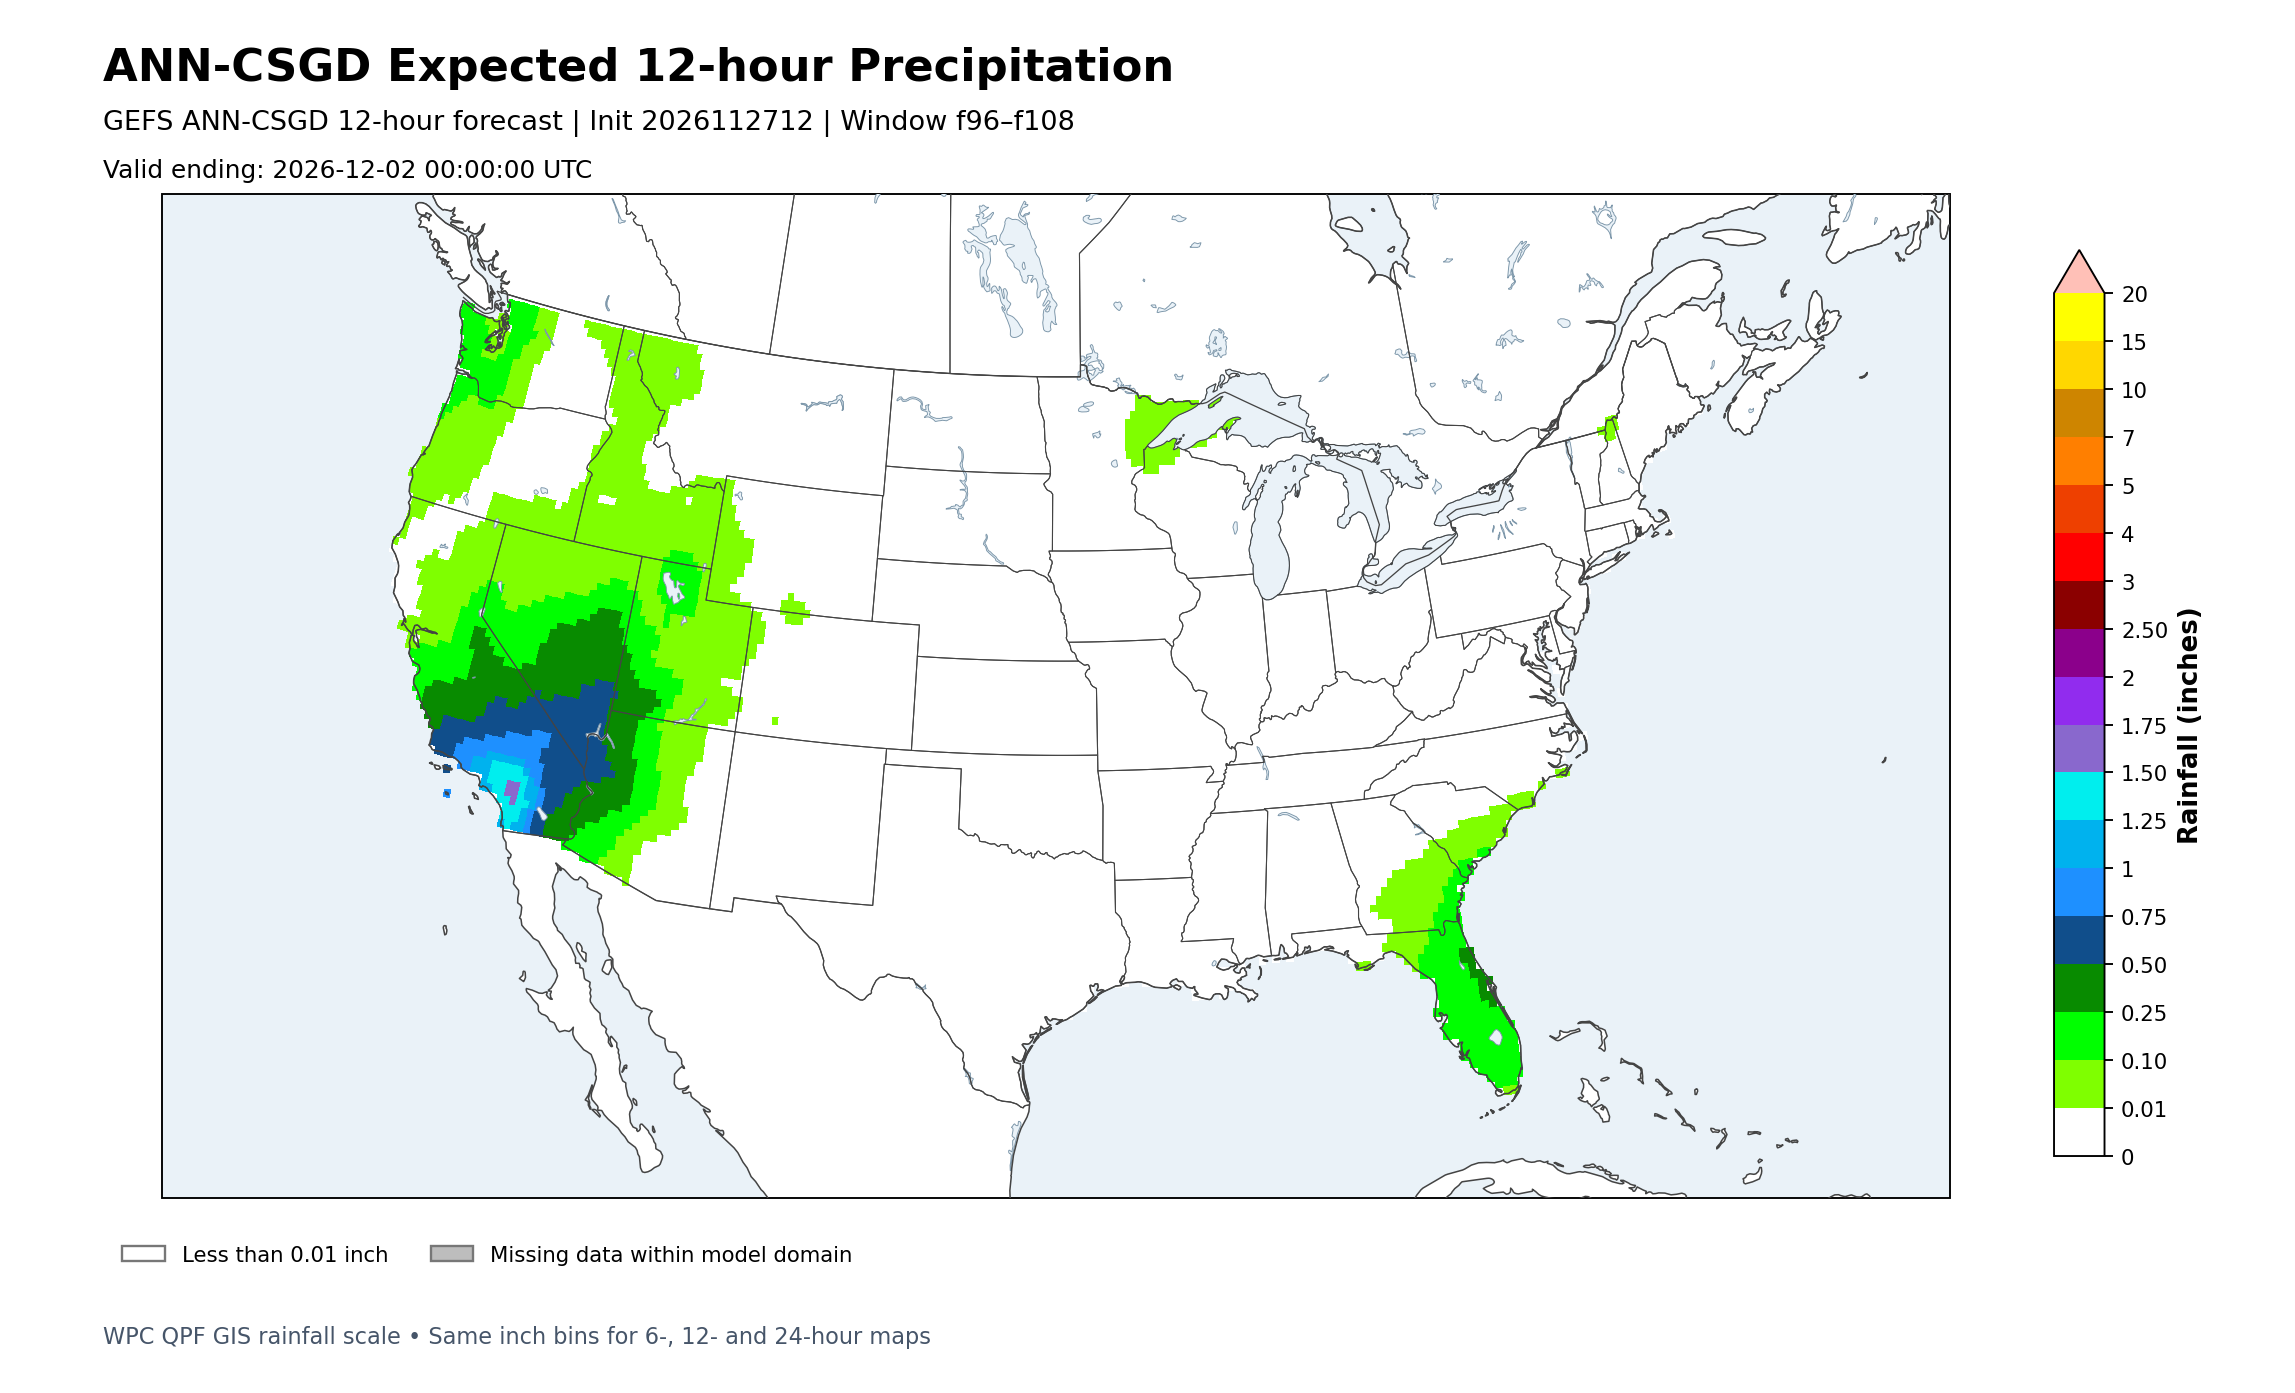 ANN-CSGD Expected 12-hour Precipitation
GEFS ANN-CSGD 12-hour forecast | Init 2026112712 | Window f96–f108
Valid ending: 2026-12-02 00:00:00 UTC
20
15
10
7
5
4
3
2.50
2
1.75
1.50
1.25
1
0.75
0.50
0.25
0.10
0.01
0
Rainfall (inches)
Less than 0.01 inch
Missing data within model domain
WPC QPF GIS rainfall scale • Same inch bins for 6-, 12- and 24-hour maps